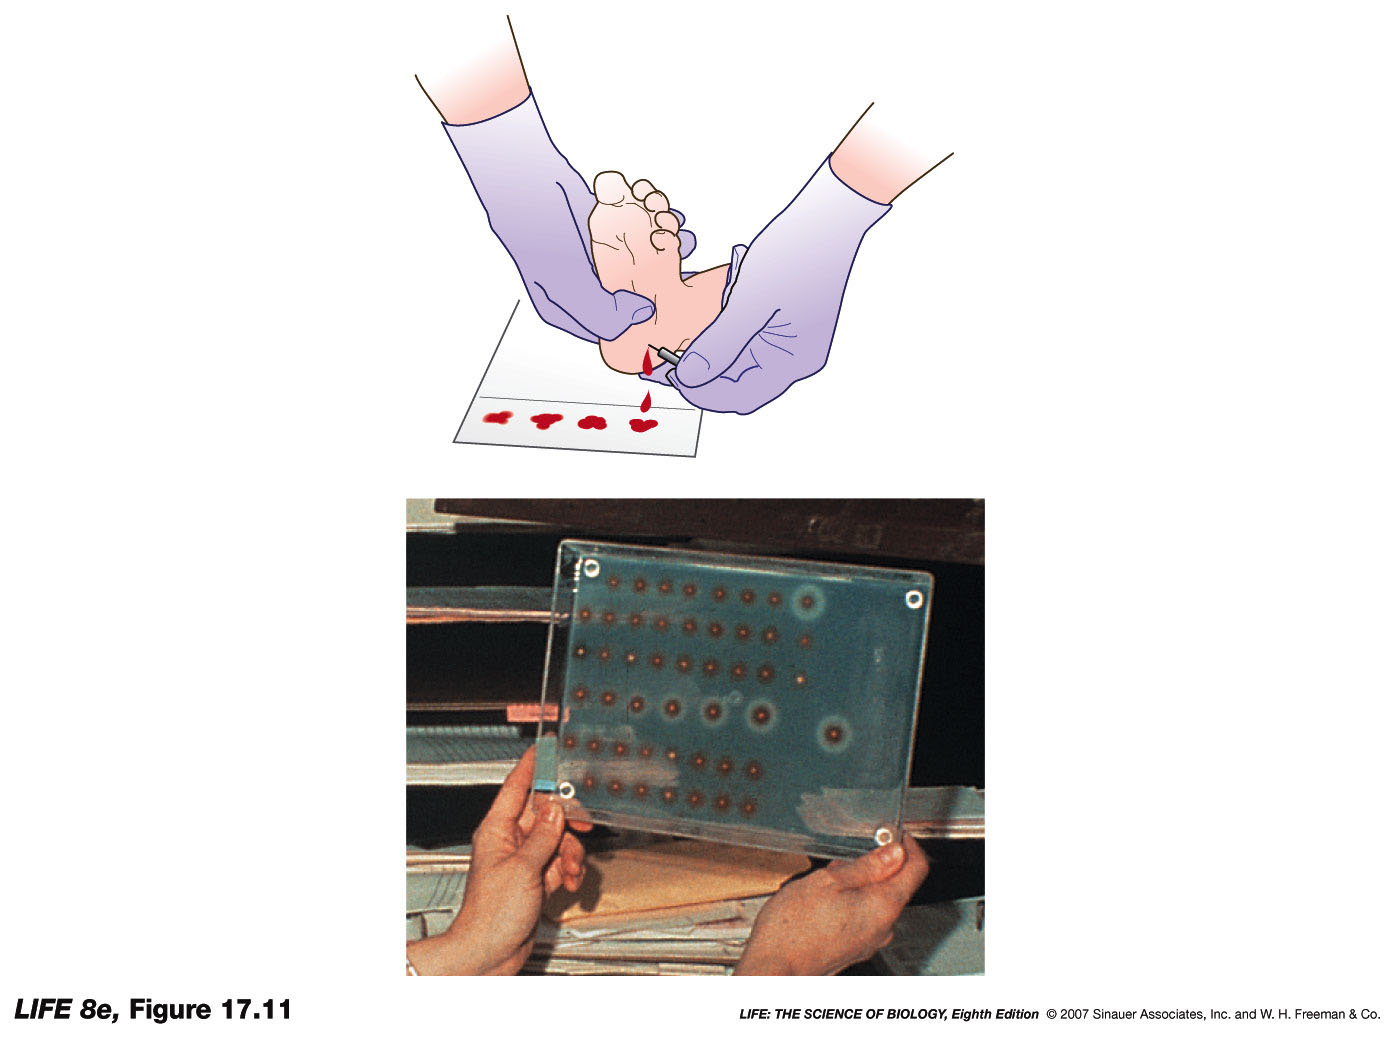 LIFE 8e, Figure 17.11
LIFE: THE SCIENCE OF BIOLOGY, Eighth Edition © 2007 Sinauer Associates, Inc. and W. H. Freeman & Co.